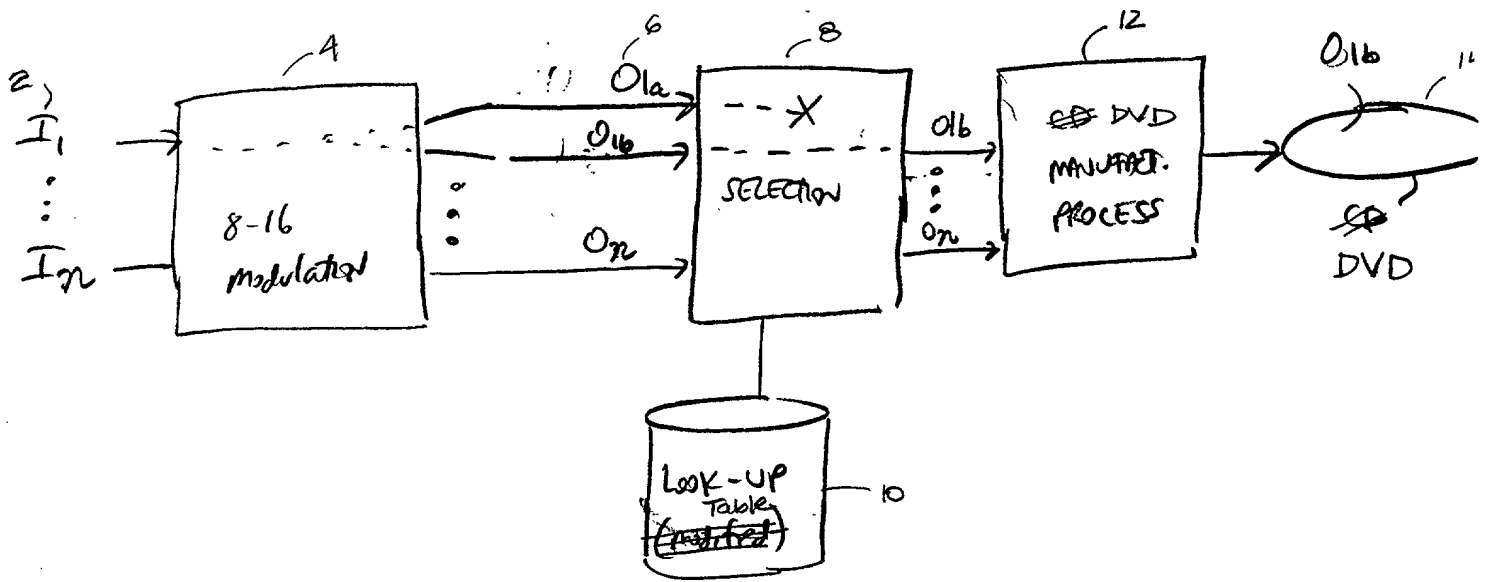 2
I1
⋮
In
4
8-16
modulation
6
O1a
O1b
On
8
X
SELECTION
LOOK-UP
Table
10
O1b
⋮
On
12
DVD
MANUFACT.
PROCESS
O1b
DVD